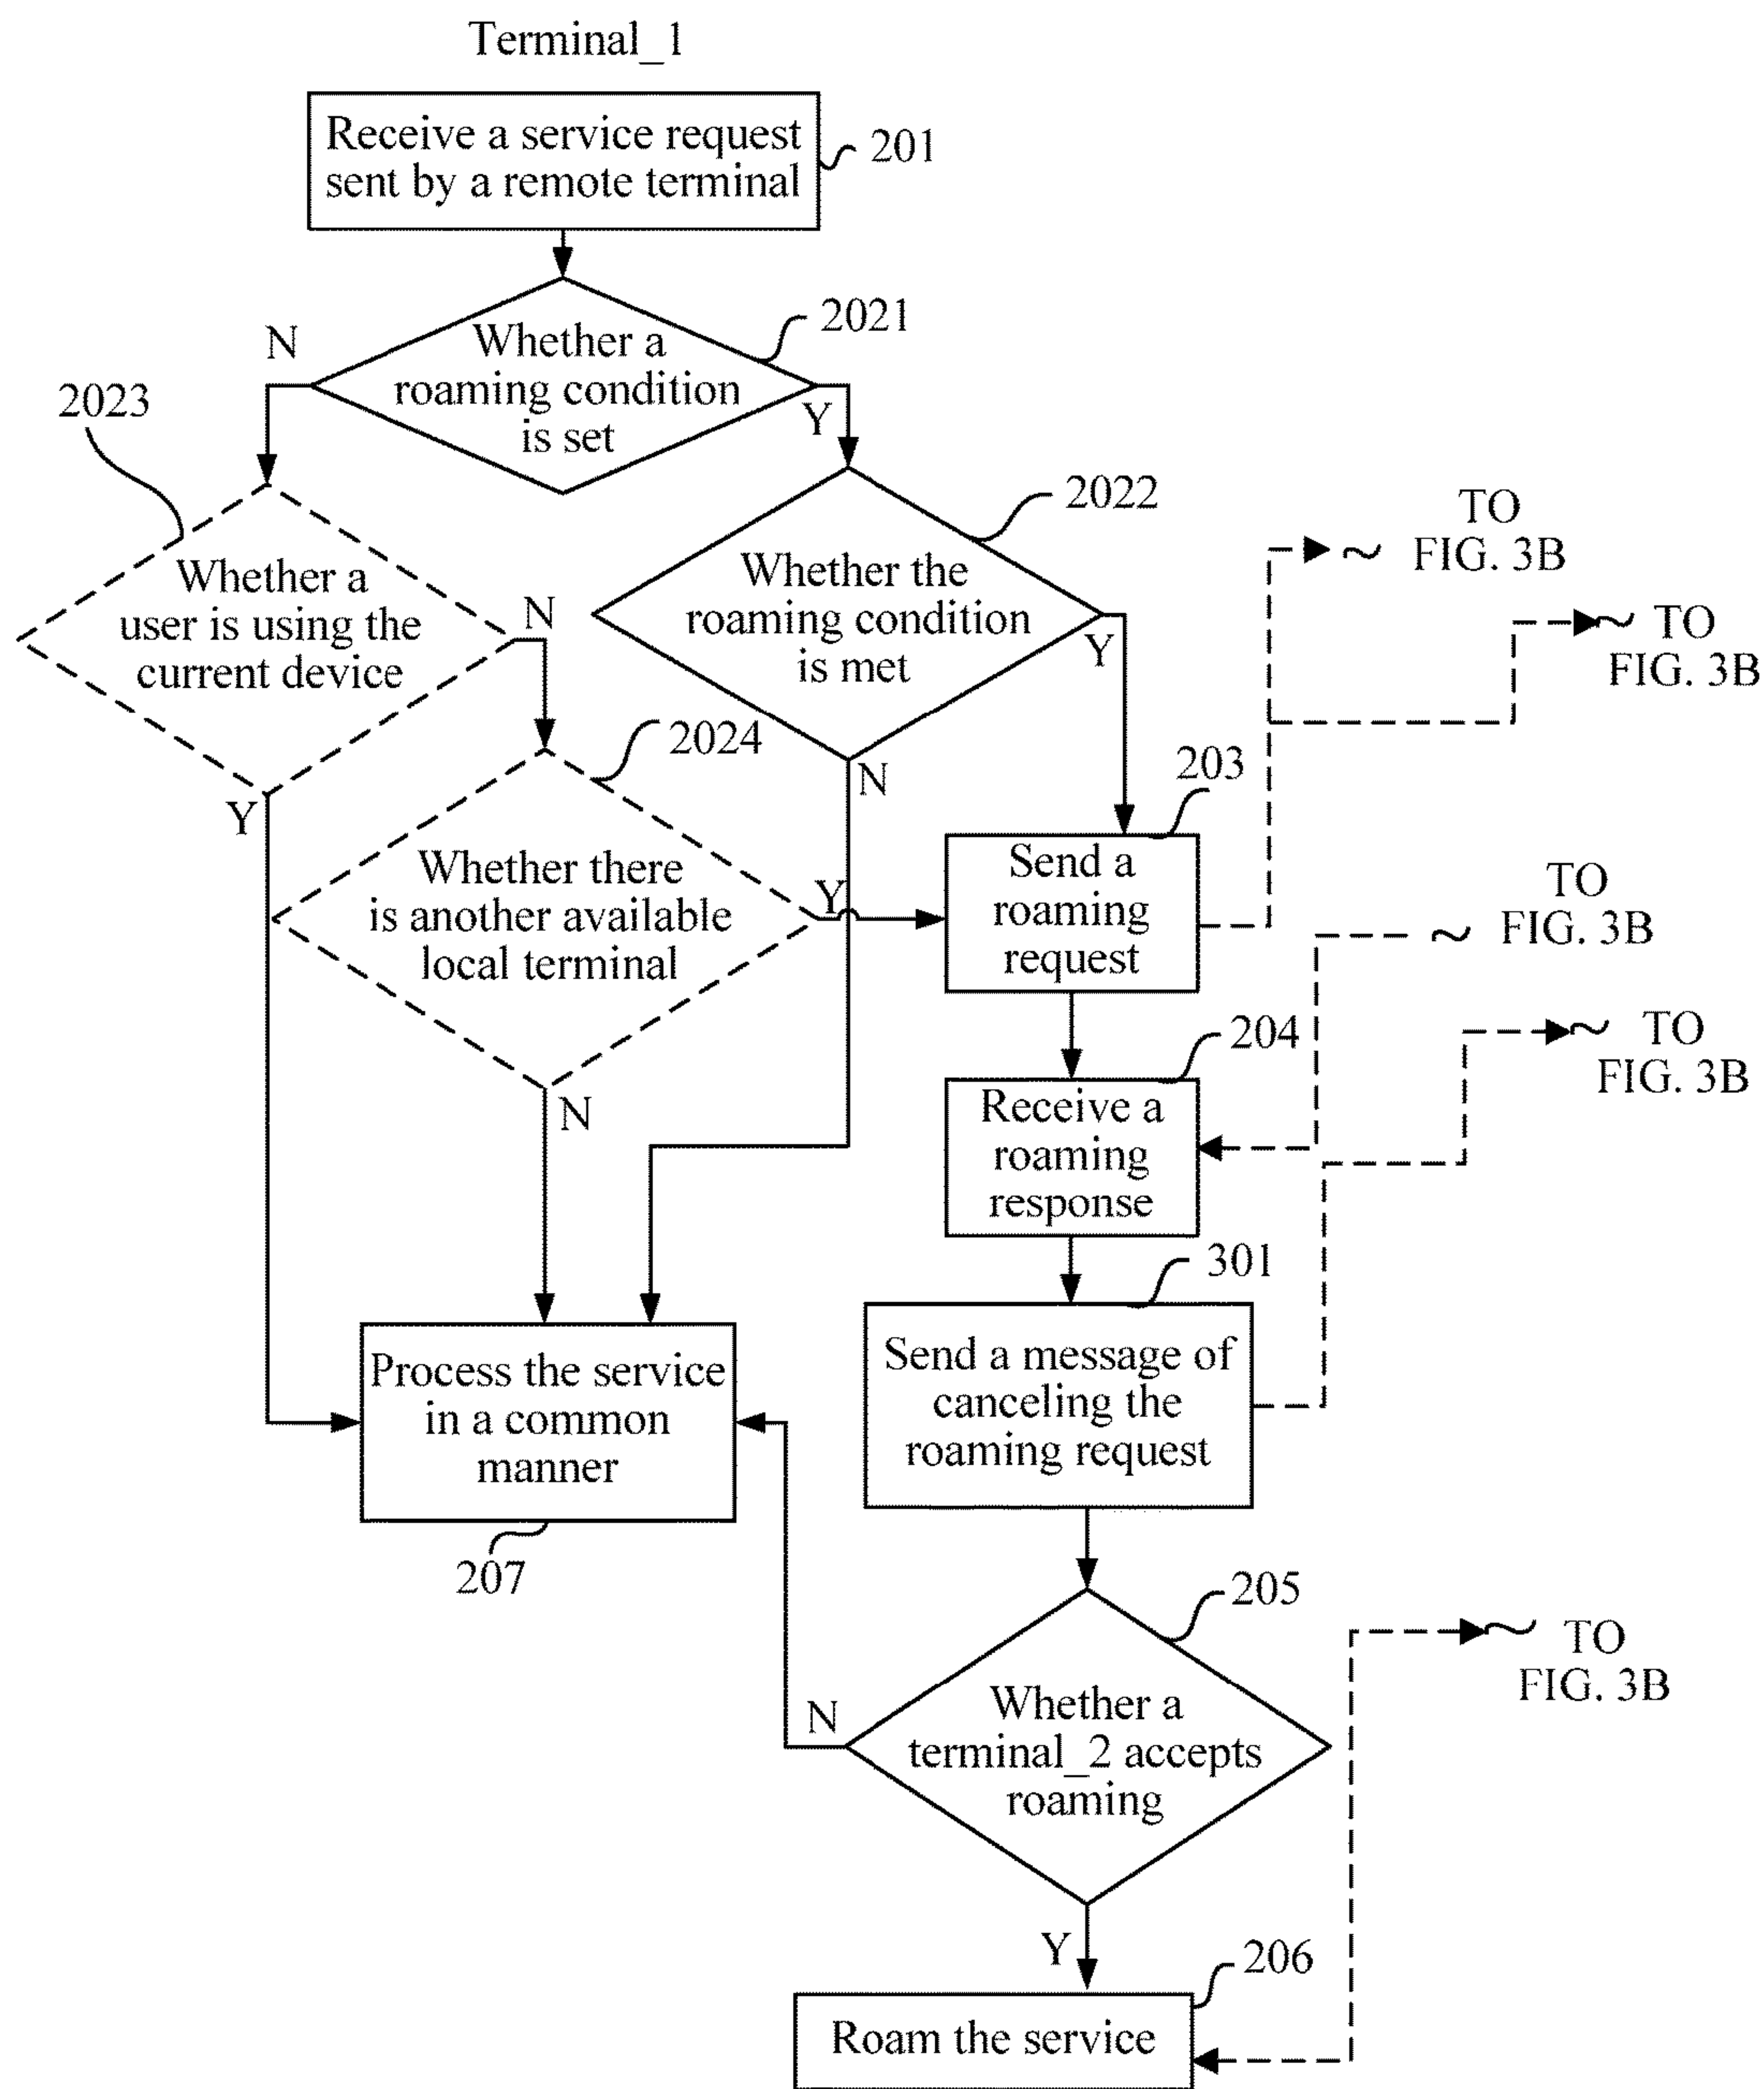 Terminal_1
Receive a service request
sent by a remote terminal
201
2021
N
Whether a
roaming condition
is set
Y
2023
2022
TO
FIG. 3B
Whether a
user is using the
current device
N
Whether the
roaming condition
is met
Y
TO
FIG. 3B
2024
203
Y
N
Whether there
is another available
local terminal
Y
Send a
roaming
request
TO
FIG. 3B
204
TO
FIG. 3B
N
Receive a
roaming
response
301
Process the service
in a common
manner
Send a message of
canceling the
roaming request
207
205
TO
FIG. 3B
N
Whether a
terminal_2 accepts
roaming
Y
206
Roam the service